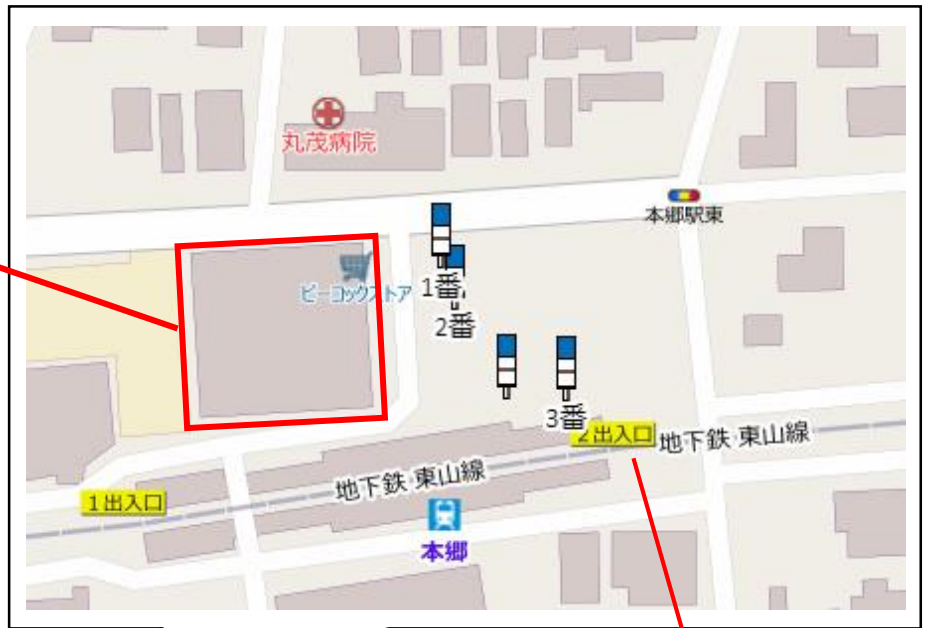 丸茂病院
本郷駅東
ピーコックストア
1番
2番
3番
2出入口
地下鉄 東山線
地下鉄 東山線
1出入口
本郷